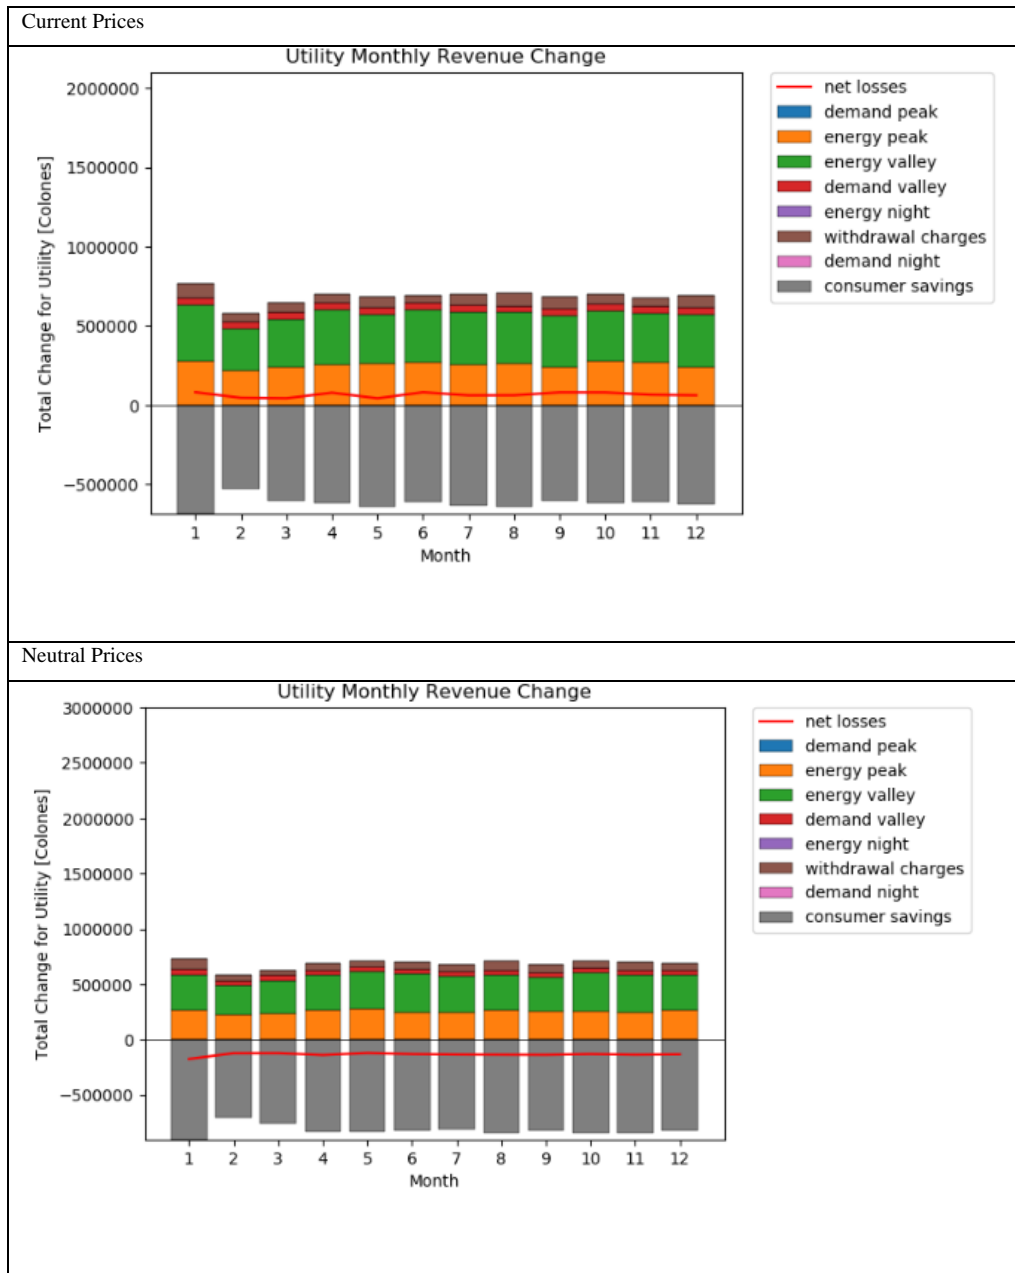 Current Prices
Utility Monthly Revenue Change
2000000
1500000
1000000
500000
0
−500000
Total Change for Utility [Colones]
1 2 3 4 5 6 7 8 9 10 11 12
Month
net losses
demand peak
energy peak
energy valley
demand valley
energy night
withdrawal charges
demand night
consumer savings
Neutral Prices
Utility Monthly Revenue Change
3000000
2500000
2000000
1500000
1000000
500000
0
−500000
Total Change for Utility [Colones]
1 2 3 4 5 6 7 8 9 10 11 12
Month
net losses
demand peak
energy peak
energy valley
demand valley
energy night
withdrawal charges
demand night
consumer savings